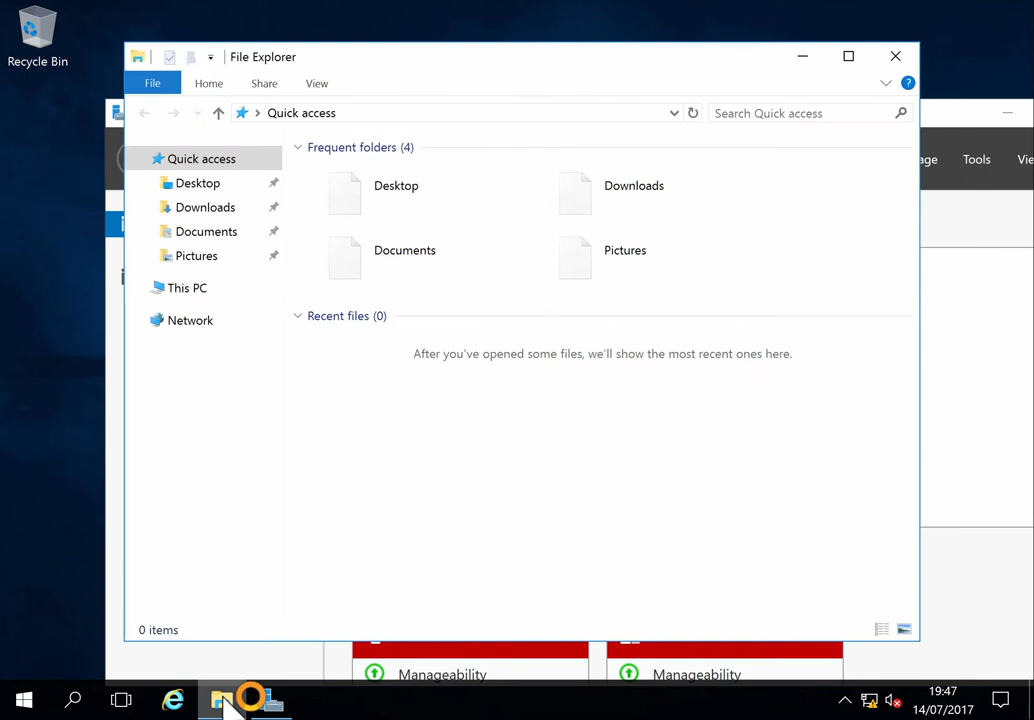 Recycle Bin
File Explorer
File
Home
Share
View
?
Quick access
Search Quick access
Quick access
Desktop
Downloads
Documents
Pictures
This PC
Network
Frequent folders (4)
Desktop
Downloads
Documents
Pictures
Recent files (0)
After you've opened some files, we'll show the most recent ones here.
0 items
Tools
Manageability
Manageability
19:47
14/07/2017